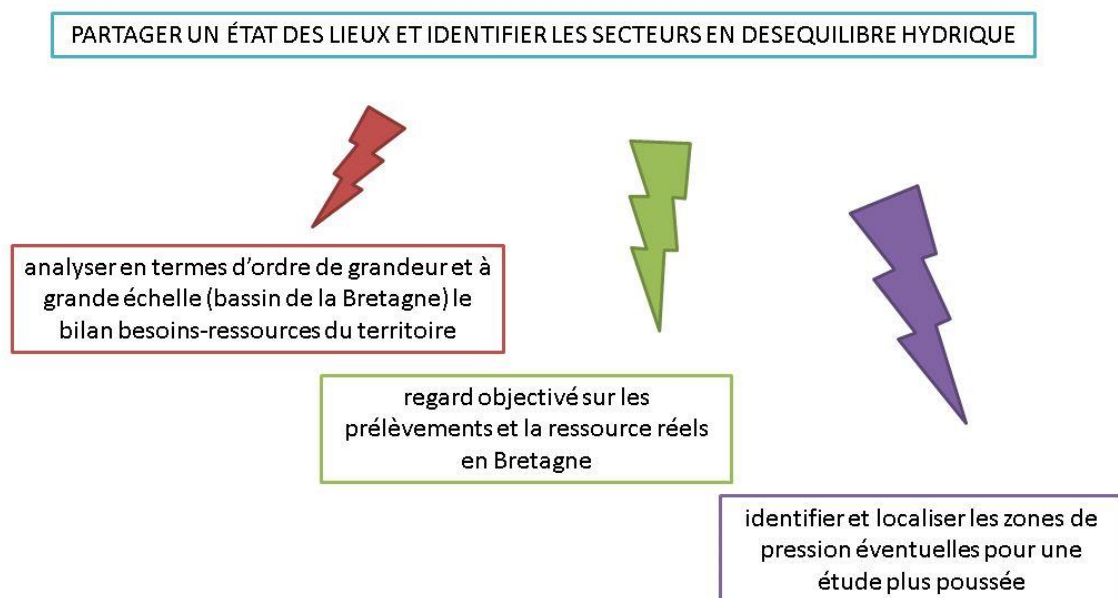 PARTAGER UN ÉTAT DES LIEUX ET IDENTIFIER LES SECTEURS EN DESEQUILIBRE HYDRIQUE
analyser en termes d’ordre de grandeur et à
grande échelle (bassin de la Bretagne) le
bilan besoins-ressources du territoire
regard objectivé sur les
prélèvements et la ressource réels
en Bretagne
identifier et localiser les zones de
pression éventuelles pour une
étude plus poussée